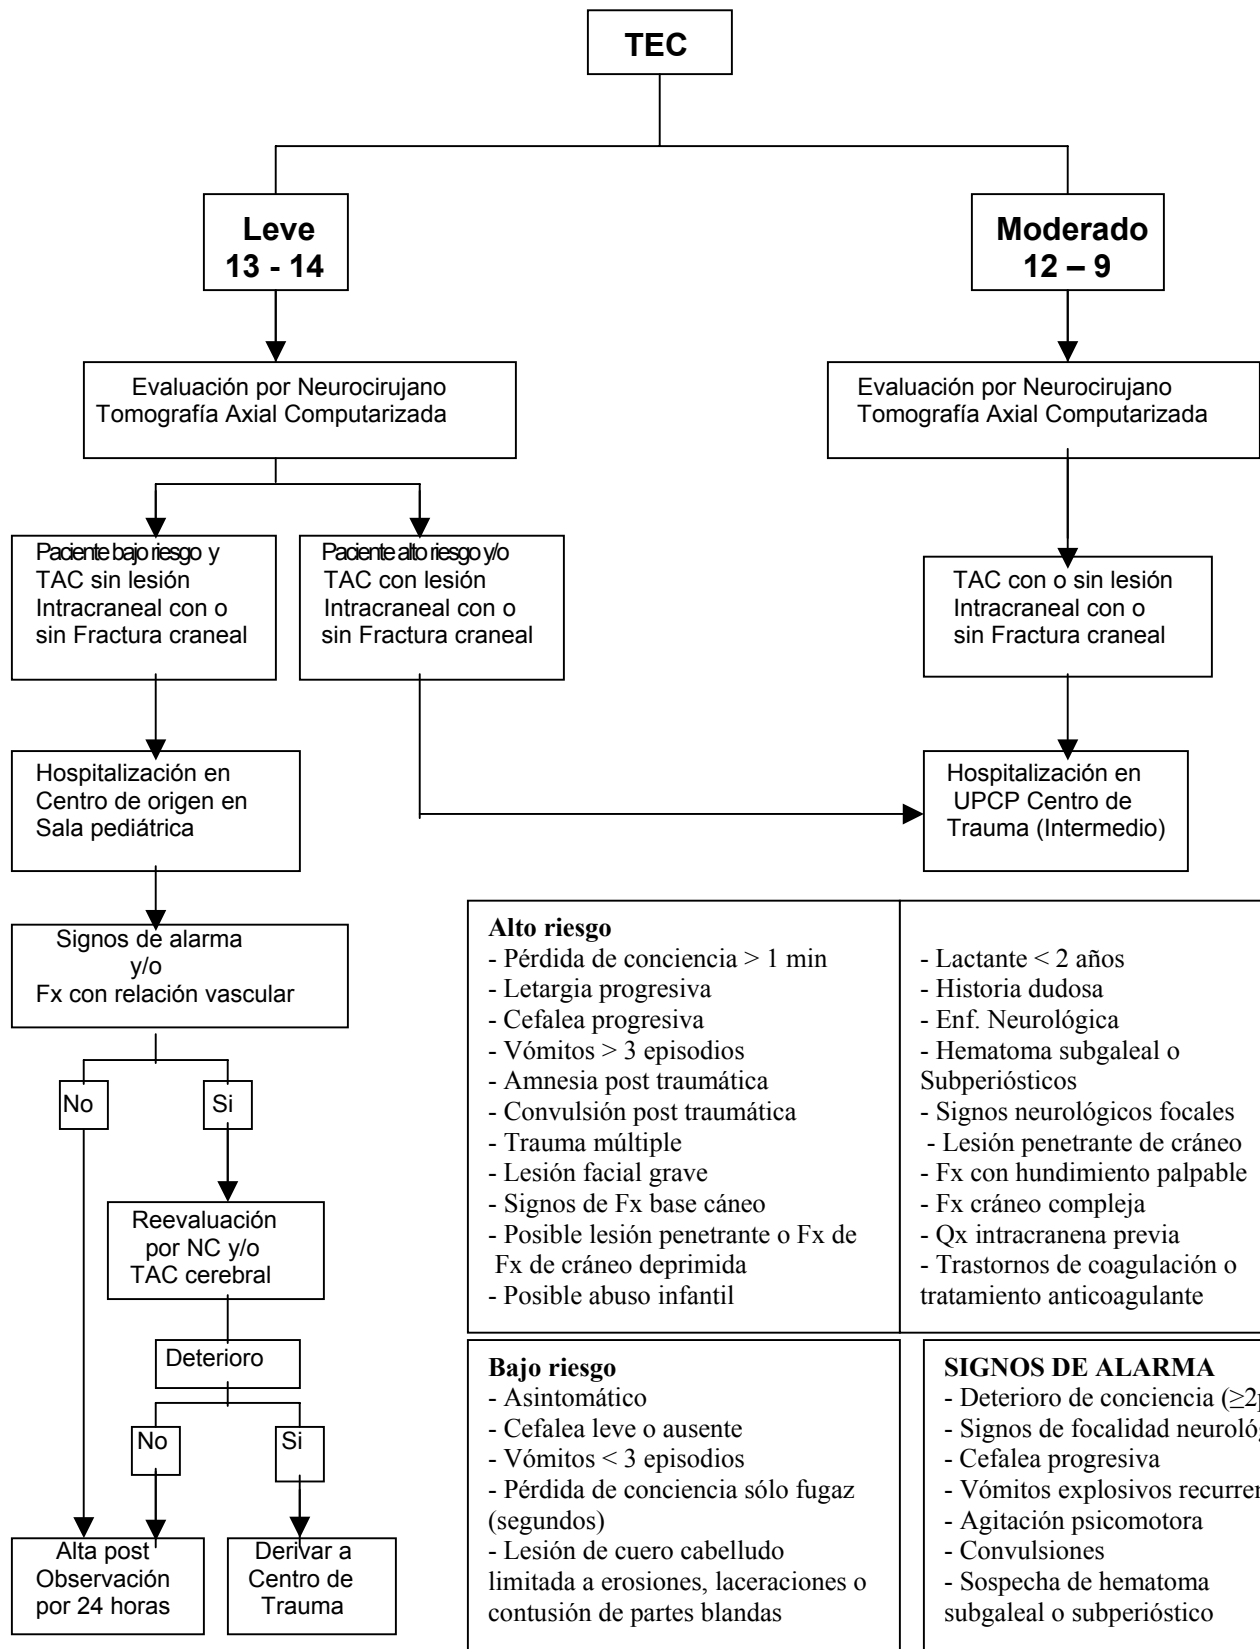 TEC
Leve
13 - 14
Moderado
12 – 9
Evaluación por Neurocirujano
Tomografía Axial Computarizada
Evaluación por Neurocirujano
Tomografía Axial Computarizada
Paciente bajo riesgo y
TAC sin lesión
Intracraneal con o
sin Fractura craneal
Paciente alto riesgo y/o
TAC con lesión
Intracraneal con o
sin Fractura craneal
TAC con o sin lesión
Intracraneal con o
sin Fractura craneal
Hospitalización en
Centro de origen en
Sala pediátrica
Hospitalización en
UPCP Centro de
Trauma (Intermedio)
Signos de alarma
y/o
Fx con relación vascular
No
Si
Reevaluación
por NC y/o
TAC cerebral
Deterioro
No
Si
Alta post
Observación
por 24 horas
Derivar a
Centro de
Trauma
Alto riesgo
- Pérdida de conciencia > 1 min
- Letargia progresiva
- Cefalea progresiva
- Vómitos > 3 episodios
- Amnesia post traumática
- Convulsión post traumática
- Trauma múltiple
- Lesión facial grave
- Signos de Fx base cáneo
- Posible lesión penetrante o Fx de
Fx de cráneo deprimida
- Posible abuso infantil
- Lactante < 2 años
- Historia dudosa
- Enf. Neurológica
- Hematoma subgaleal o
Subperiósticos
- Signos neurológicos focales
- Lesión penetrante de cráneo
- Fx con hundimiento palpable
- Fx cráneo compleja
- Qx intracranena previa
- Trastornos de coagulación o
tratamiento anticoagulante
Bajo riesgo
- Asintomático
- Cefalea leve o ausente
- Vómitos < 3 episodios
- Pérdida de conciencia sólo fugaz
(segundos)
- Lesión de cuero cabelludo
limitada a erosiones, laceraciones o
contusión de partes blandas
SIGNOS DE ALARMA
- Deterioro de conciencia (≥2
- Signos de focalidad
- Cefalea progresiva
- Vómitos explosivos
- Agitación psicomotora
- Convulsiones
- Sospecha de hematoma
subgaleal o subperióstico